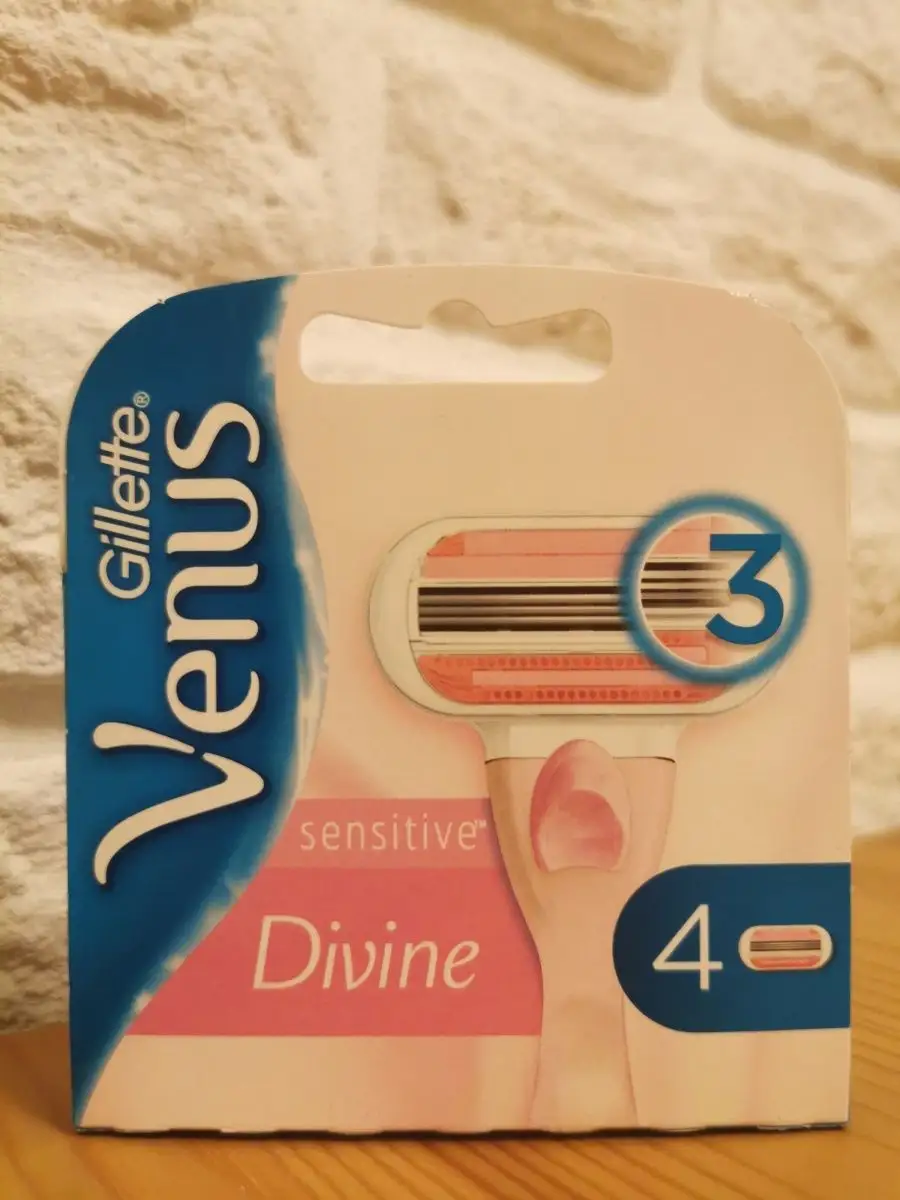 Gillette®
Venus
3
sensitive™
Divine
4